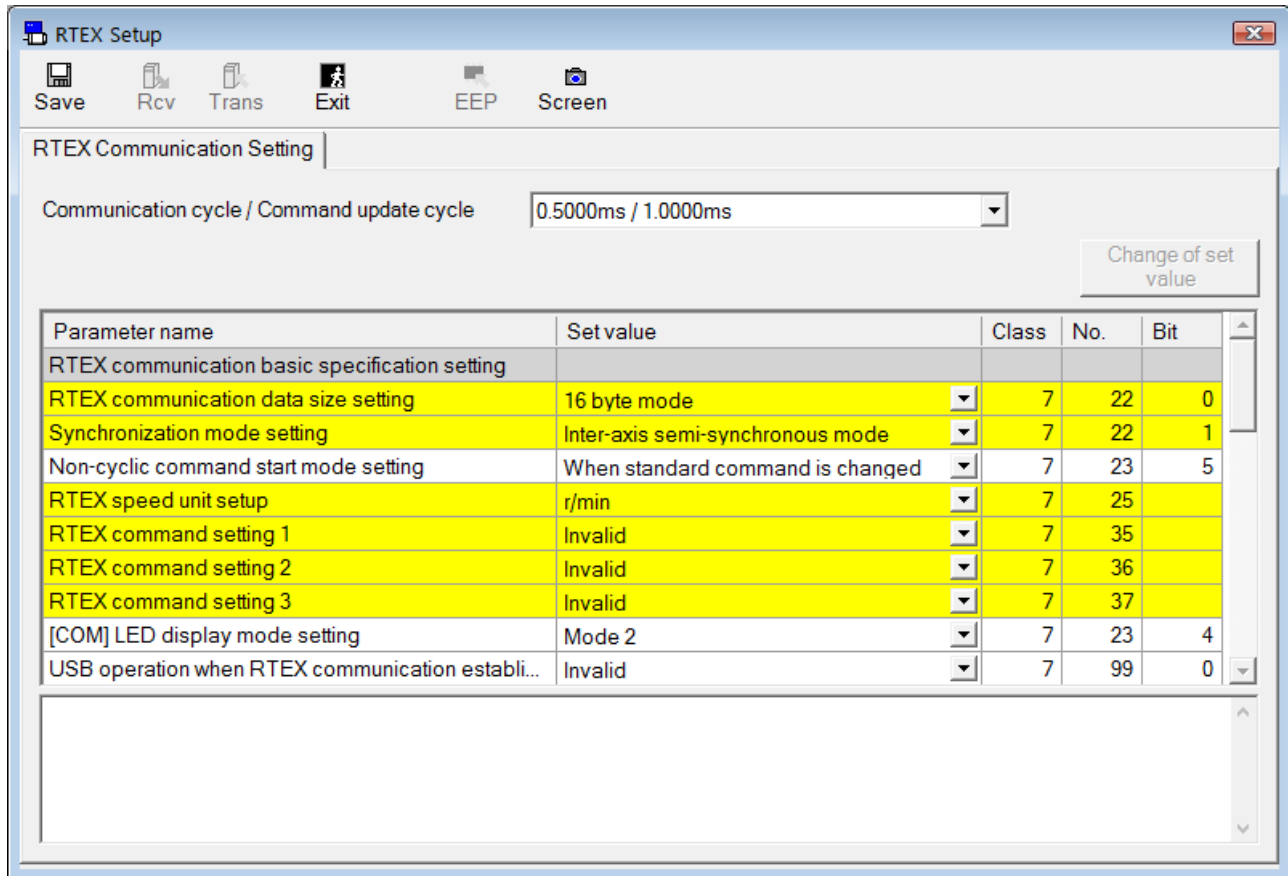 RTEX Setup
Save Rcv Trans Exit EEP Screen
RTEX Communication Setting
Communication cycle / Command update cycle 0.5000ms / 1.0000ms
Change of set
value
Parameter name Set value Class No. Bit
RTEX communication basic specification setting
RTEX communication data size setting 16 byte mode 7 22 0
Synchronization mode setting Inter-axis semi-synchronous mode 7 22 1
Non-cyclic command start mode setting When standard command is changed 7 23 5
RTEX speed unit setup r/min 7 25
RTEX command setting 1 Invalid 7 35
RTEX command setting 2 Invalid 7 36
RTEX command setting 3 Invalid 7 37
[COM] LED display mode setting Mode 2 7 23 4
USB operation when RTEX communication establi... Invalid 7 99 0